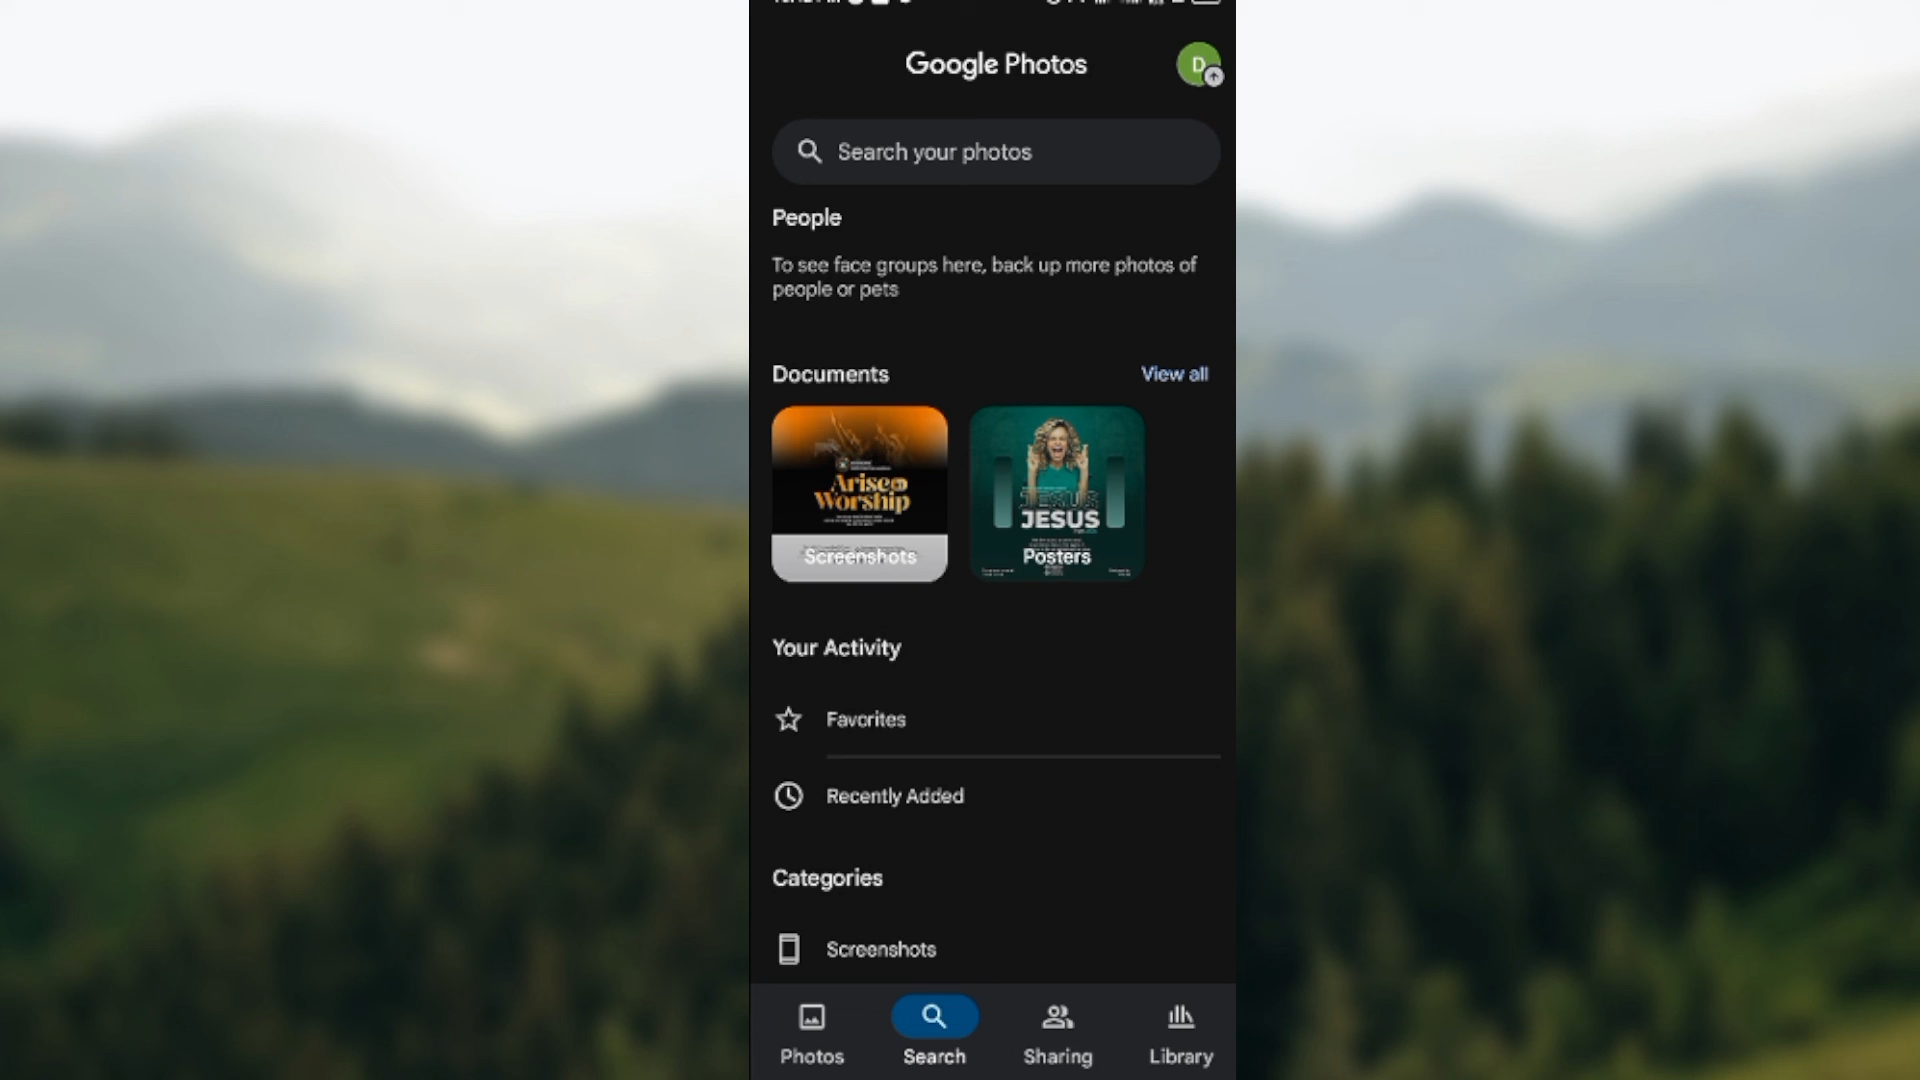 Google Photos
D
Search your photos
People
To see face groups here, back up more photos of
people or pets
Documents
View all
Arise
Worship
Screenshots
JESUS
JESUS
Posters
Your Activity
Favorites
Recently Added
Categories
Screenshots
Photos
Search
Sharing
Library